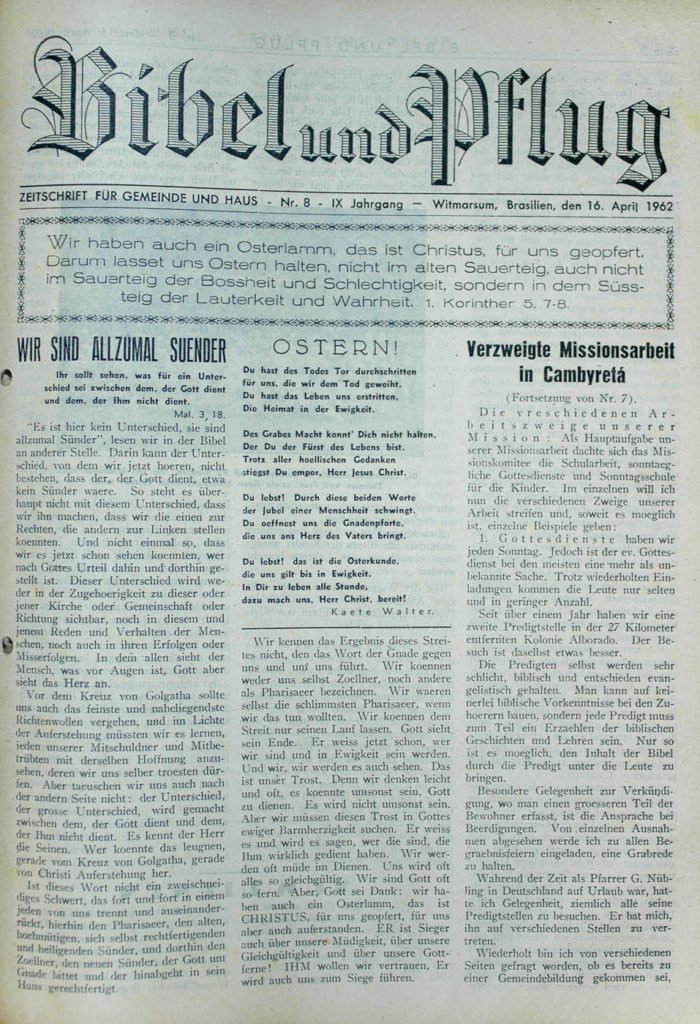 Bibel und Pflug
ZEITSCHRIFT FÜR GEMEINDE UND HAUS - Nr. 8 - IX Jahrgang — Witmarsum, Brasilien, den 16. April 1962
Wir haben auch ein Osterlamm, das ist Christus, für uns geopfert.
Darum lasset uns Ostern halten, nicht im alten Sauerteig, auch nicht
im Sauerteig der Bossheit und Schlechtigkeit, sondern in dem Süss-
teig der Lauterkeit und Wahrheit. 1. Korinther 5, 7-8.
WIR SIND ALLZUMAL SUENDER
Ihr sollt sehen, was für ein Unter-
schied sei zwischen dem, der Gott dient
und dem, der Ihm nicht dient.
Mal. 3, 18.
"Es ist hier kein Unterschied, sie sind
allzumal Sünder", lesen wir in der Bibel
an anderer Stelle. Darin kann der Unter-
schied, von dem wir jetzt hoeren, nicht
bestehen, dass der, der Gott dient, etwa
kein Sünder waere. So steht es über-
haupt nicht mit diesem Unterschied, dass
wir ihn machen, dass wir die einen zur
Rechten, die andern zur Linken stellen
koennten. Und nicht einmal so, dass
wir es jetzt schon sehen koennten, wer
nach Gottes Urteil dahin und dorthin ge-
stellt ist. Dieser Unterschied wird we-
der in der Zugehoerigkeit zu dieser oder
jener Kirche oder Gemeinschaft oder
Richtung sichtbar, noch in diesem und
jenem Reden und Verhalten der Men-
schen, noch auch in ihren Erfolgen oder
Misserfolgen. In dem allen sieht der
Mensch, was vor Augen ist, Gott aber
sieht das Herz an.
Vor dem Kreuz von Golgatha sollte
uns auch das feinste und naheliegendste
Richtenwollen vergehen, und im Lichte
der Auferstehung müssten wir es lernen,
jeden unserer Mitschuldner und Mitbe-
trübten mit derselben Hoffnung anzu-
sehen, deren wir uns selber troesten dür-
fen. Aber taeuschen wir uns auch nach
der andern Seite nicht: der Unterschied,
der grosse Unterschied, wird gemacht
zwischen dem, der Gott dient und dem,
der Ihm nicht dient. Es kennt der Herr
die Seinen. Wer koennte das leugnen,
gerade vom Kreuz von Golgatha, gerade
von Christi Auferstehung her.
Ist dieses Wort nicht ein zweischnei-
diges Schwert, das fort und fort in einem
jeden von uns trennt und auseinander-
rückt, hierhin den Pharisaeer, den alten,
hochmütigen, sich selbst rechtfertigenden
und heiligenden Sünder, und dorthin den
Zoellner, den neuen Sünder, der Gott um
Gnade bittet und der hinabgeht in sein
Haus gerechtfertigt.
OSTERN!
Du hast des Todes Tor durchschritten
für uns, die wir dem Tod geweiht.
Du hast das Leben uns erstritten,
Die Heimat in der Ewigkeit.
Des Grabes Macht konnt' Dich nicht halten,
Der Du der Fürst des Lebens bist.
Trotz aller hoellischen Gedanken
stiegst Du empor, Herr Jesus Christ.
Du lebst! Durch diese beiden Worte
der Jubel einer Menschheit schwingt.
Du oeffnest uns die Gnadenpforte,
die uns ans Herz des Vaters bringt.
Du lebst! das ist die Osterkunde,
die uns gilt bis in Ewigkeit.
In Dir zu leben alle Stunde,
dazu mach uns, Herr Christ, bereit!
Kaete Walter.
Wir kennen das Ergebnis dieses Strei-
tes nicht, den das Wort der Gnade gegen
uns und um uns führt. Wir koennen
weder uns selbst Zoellner, noch andere
als Pharisaeer bezeichnen. Wir waeren
selbst die schlimmsten Pharisaeer, wenn
wir das tun wollten. Wir koennen dem
Streit nur seinen Lauf lassen. Gott sieht
sein Ende. Er weiss jetzt schon, wer
wir sind und in Ewigkeit sein werden.
Und wir, wir werden es auch sehen. Das
ist unser Trost. Denn wir denken leicht
und oft, es koennte umsonst sein, Gott
zu dienen. Es wird nicht umsonst sein.
Aber wir müssen diesen Trost in Gottes
ewiger Barmherzigkeit suchen. Er weiss
es und wird es sagen, wer die sind, die
Ihm wirklich gedient haben. Wir wer-
den oft müde im Dienen. Uns wird oft
alles so gleichgültig. Wir sind Gott oft
so fern. Aber, Gott sei Dank: wir ha-
ben auch ein Osterlamm, das ist
CHRISTUS, für uns geopfert, für uns
aber auch auferstanden. ER ist Sieger
auch über unsere Müdigkeit, über unsere
Gleichgültigkeit und über unsere Gott-
ferne! IHM wollen wir vertrauen, Er
wird auch uns zum Siege führen.
Verzweigte Missionsarbeit
in Cambyretá
(Fortsetzung von Nr. 7).
Die vreschiedenen Ar-
beitszweige unserer
Mission: Als Hauptaufgabe un-
serer Missionsarbeit dachte sich das Mis-
sionskomitee die Schularbeit, sonntaeg-
liche Gottesdienste und Sonntagsschule
für die Kinder. Im einzelnen will ich
nun die verschiedenen Zweige unserer
Arbeit streifen und, soweit es moeglich
ist, einzelne Beispiele geben:
1. Gottesdienste haben wir
jeden Sonntag. Jedoch ist der ev. Gottes-
dienst bei den meisten eine mehr als un-
bekannte Sache. Trotz wiederholten Ein-
ladungen kommen die Leute nur selten
und in geringer Anzahl.
Seit über einem Jahr haben wir eine
zweite Predigtstelle in der 27 Kilometer
entfernten Kolonie Alborado. Der Be-
such ist daselbst etwas besser.
Die Predigten selbst werden sehr
schlicht, biblisch und entschieden evan-
gelistisch gehalten. Man kann auf kei-
nerlei biblische Vorkenntnisse bei den Zu-
hoerern bauen, sondern jede Predigt muss
zum Teil ein Erzaehlen der biblischen
Geschichten und Lehren sein. Nur so
ist es moeglich, den Inhalt der Bibel
durch die Predigt unter die Leute zu
bringen.
Besondere Gelegenheit zur Verkündi-
gung, wo man einen groesseren Teil der
Bewohner erfasst, ist die Ansprache bei
Beerdigungen. Von einzelnen Ausnah-
men abgesehen werde ich zu allen Be-
graebnisfeiern eingeladen, eine Grabrede
zu halten.
Während der Zeit als Pfarrer G. Nüb-
ling in Deutschland auf Urlaub war, hat-
te ich Gelegenheit, ziemlich alle seine
Predigtstellen zu besuchen. Er bat mich,
ihn auf verschiedenen Stellen zu ver-
treten.
Wiederholt bin ich von verschiedenen
Seiten gefragt worden, ob es bereits zu
einer Gemeindebildung gekommen sei,